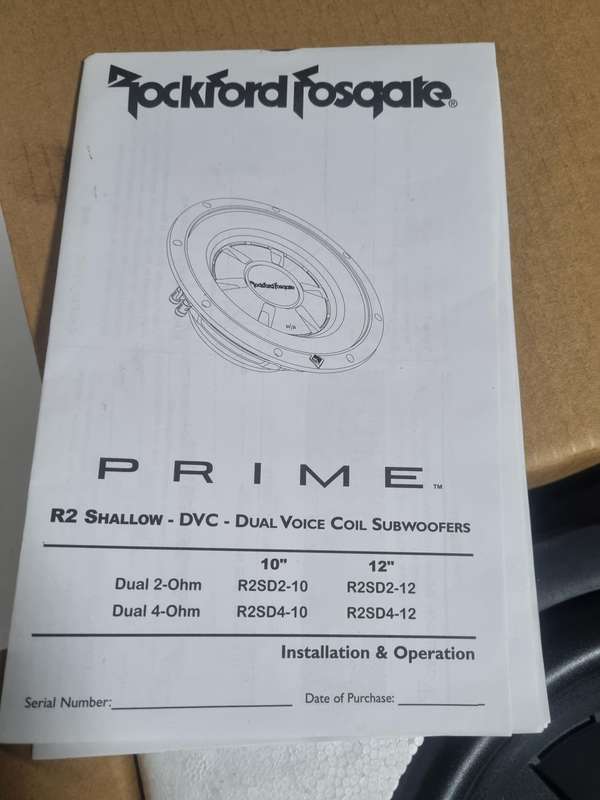 Rockford Fosgate®
Rockford Fosgate
PRIME™
R2 SHALLOW - DVC - DUAL VOICE COIL SUBWOOFERS
10" 12"
Dual 2-Ohm R2SD2-10 R2SD2-12
Dual 4-Ohm R2SD4-10 R2SD4-12
Installation & Operation
Serial Number: Date of Purchase: